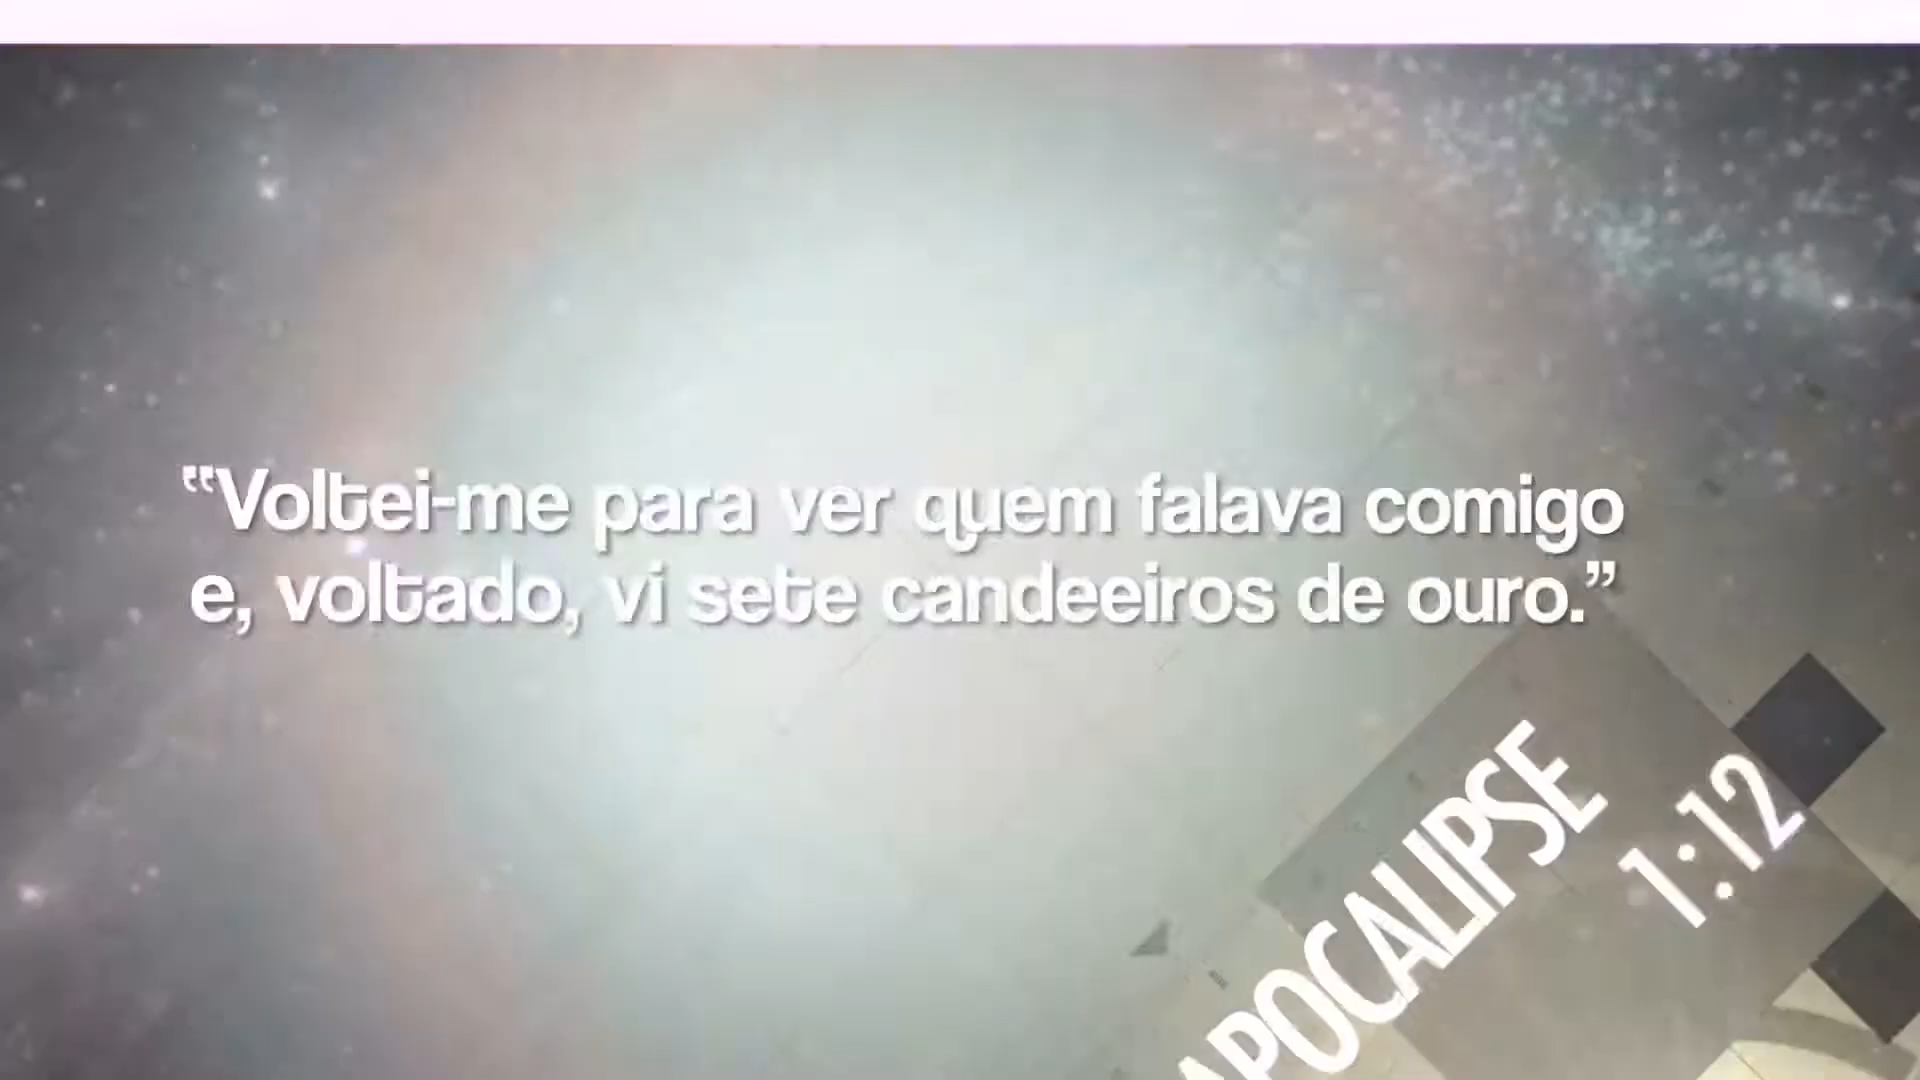 “Voltei-me para ver quem falava comigo
e, voltado, vi sete candeeiros de ouro.”
APOCALIPSE
1:12